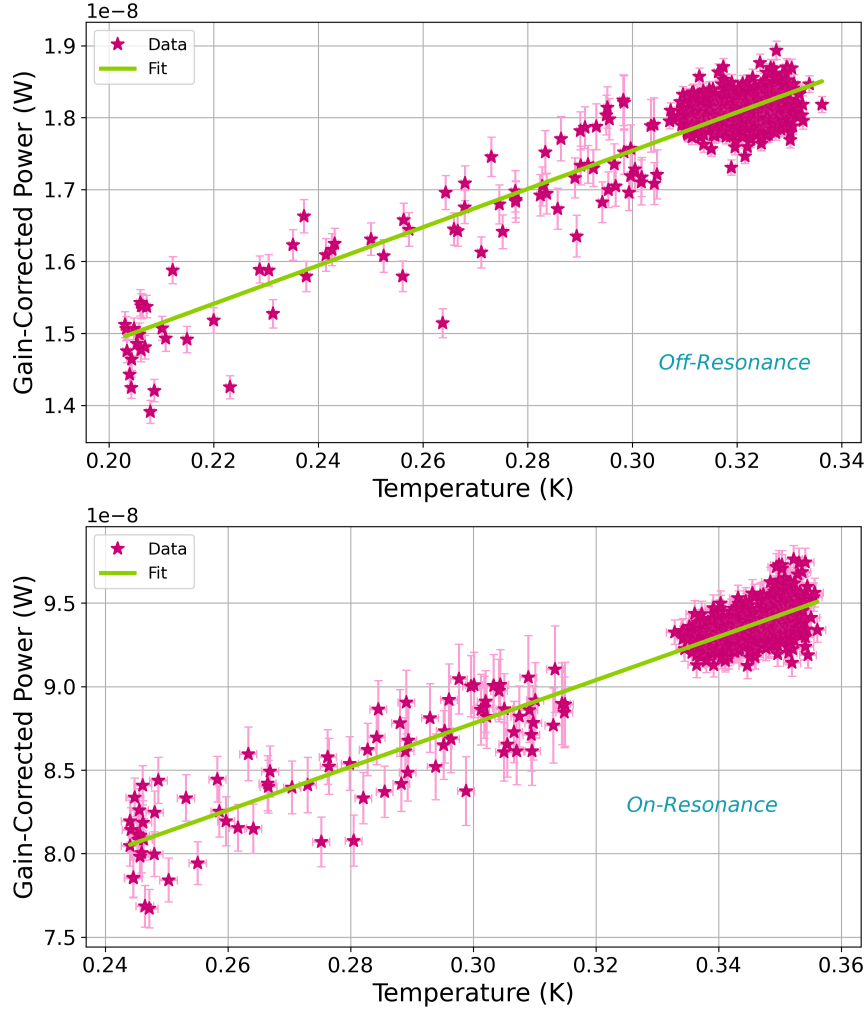 1e−8
1.9
1.8
1.7
1.6
1.5
1.4
Gain-Corrected Power (W)
Data
Fit
Off-Resonance
0.20 0.22 0.24 0.26 0.28 0.30 0.32 0.34
Temperature (K)
1e−8
9.5
9.0
8.5
8.0
7.5
Gain-Corrected Power (W)
Data
Fit
On-Resonance
0.24 0.26 0.28 0.30 0.32 0.34 0.36
Temperature (K)